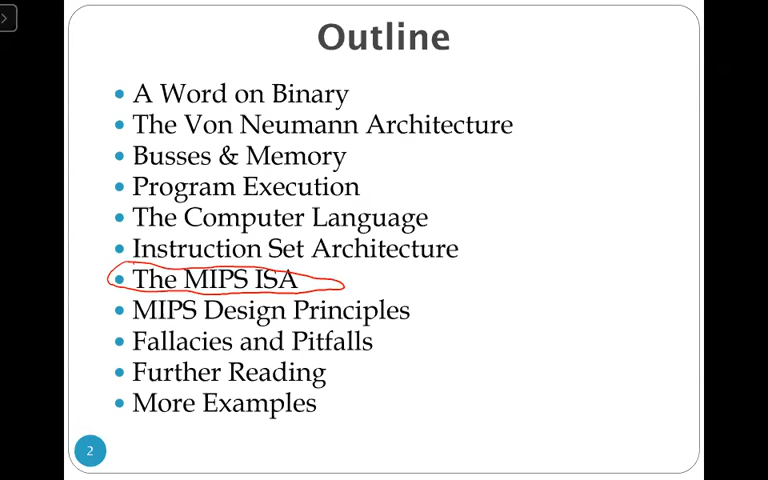 Outline
• A Word on Binary
• The Von Neumann Architecture
• Busses & Memory
• Program Execution
• The Computer Language
• Instruction Set Architecture
• The MIPS ISA
• MIPS Design Principles
• Fallacies and Pitfalls
• Further Reading
• More Examples
2